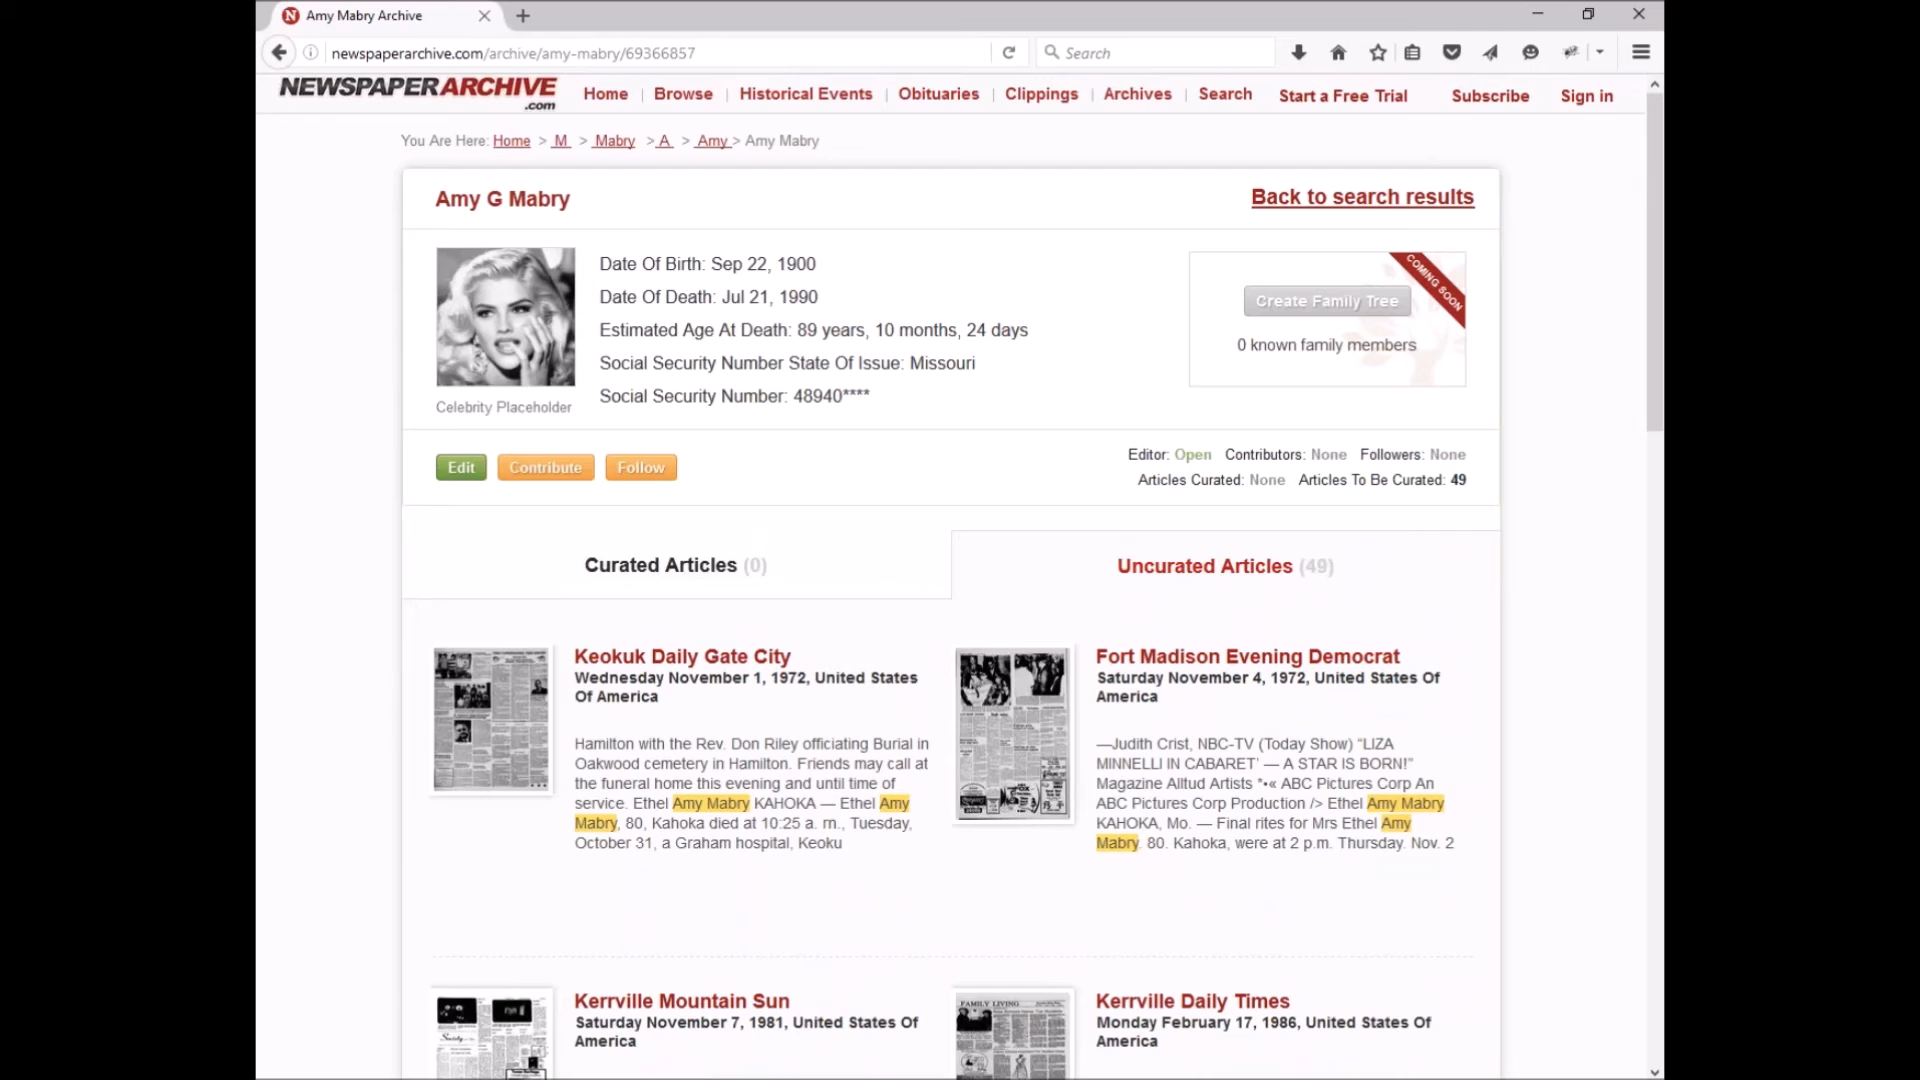 Amy Mabry Archive
newspaperarchive.com/archive/amy-mabry/69366857
Search
NEWSPAPERARCHIVE
.com
Home | Browse | Historical Events | Obituaries | Clippings | Archives | Search
Start a Free Trial Subscribe Sign in
You Are Here: Home > M > Mabry > A > Amy > Amy Mabry
Amy G Mabry
Back to search results
Date Of Birth: Sep 22, 1900
Date Of Death: Jul 21, 1990
Estimated Age At Death: 89 years, 10 months, 24 days
Social Security Number State Of Issue: Missouri
Social Security Number: 48940****
Celebrity Placeholder
COMING SOON
Create Family Tree
0 known family members
Edit
Contribute
Follow
Editor: Open Contributors: None Followers: None
Articles Curated: None Articles To Be Curated: 49
Curated Articles (0)
Uncurated Articles (49)
Keokuk Daily Gate City
Wednesday November 1, 1972, United States
Of America
Hamilton with the Rev. Don Riley officiating Burial in
Oakwood cemetery in Hamilton. Friends may call at
the funeral home this evening and until time of
service. Ethel Amy Mabry KAHOKA — Ethel Amy
Mabry, 80, Kahoka died at 10:25 a. m., Tuesday,
October 31, a Graham hospital, Keoku
Fort Madison Evening Democrat
Saturday November 4, 1972, United States Of
America
—Judith Crist, NBC-TV (Today Show) “LIZA
MINNELLI IN CABARET’ — A STAR IS BORN!”
Magazine Alltud Artists *•« ABC Pictures Corp An
ABC Pictures Corp Production /> Ethel Amy Mabry
KAHOKA, Mo. — Final rites for Mrs Ethel Amy
Mabry. 80. Kahoka, were at 2 p.m. Thursday. Nov. 2
Kerrville Mountain Sun
Saturday November 7, 1981, United States Of
America
FAMILY LIVING
Kerrville Daily Times
Monday February 17, 1986, United States Of
America